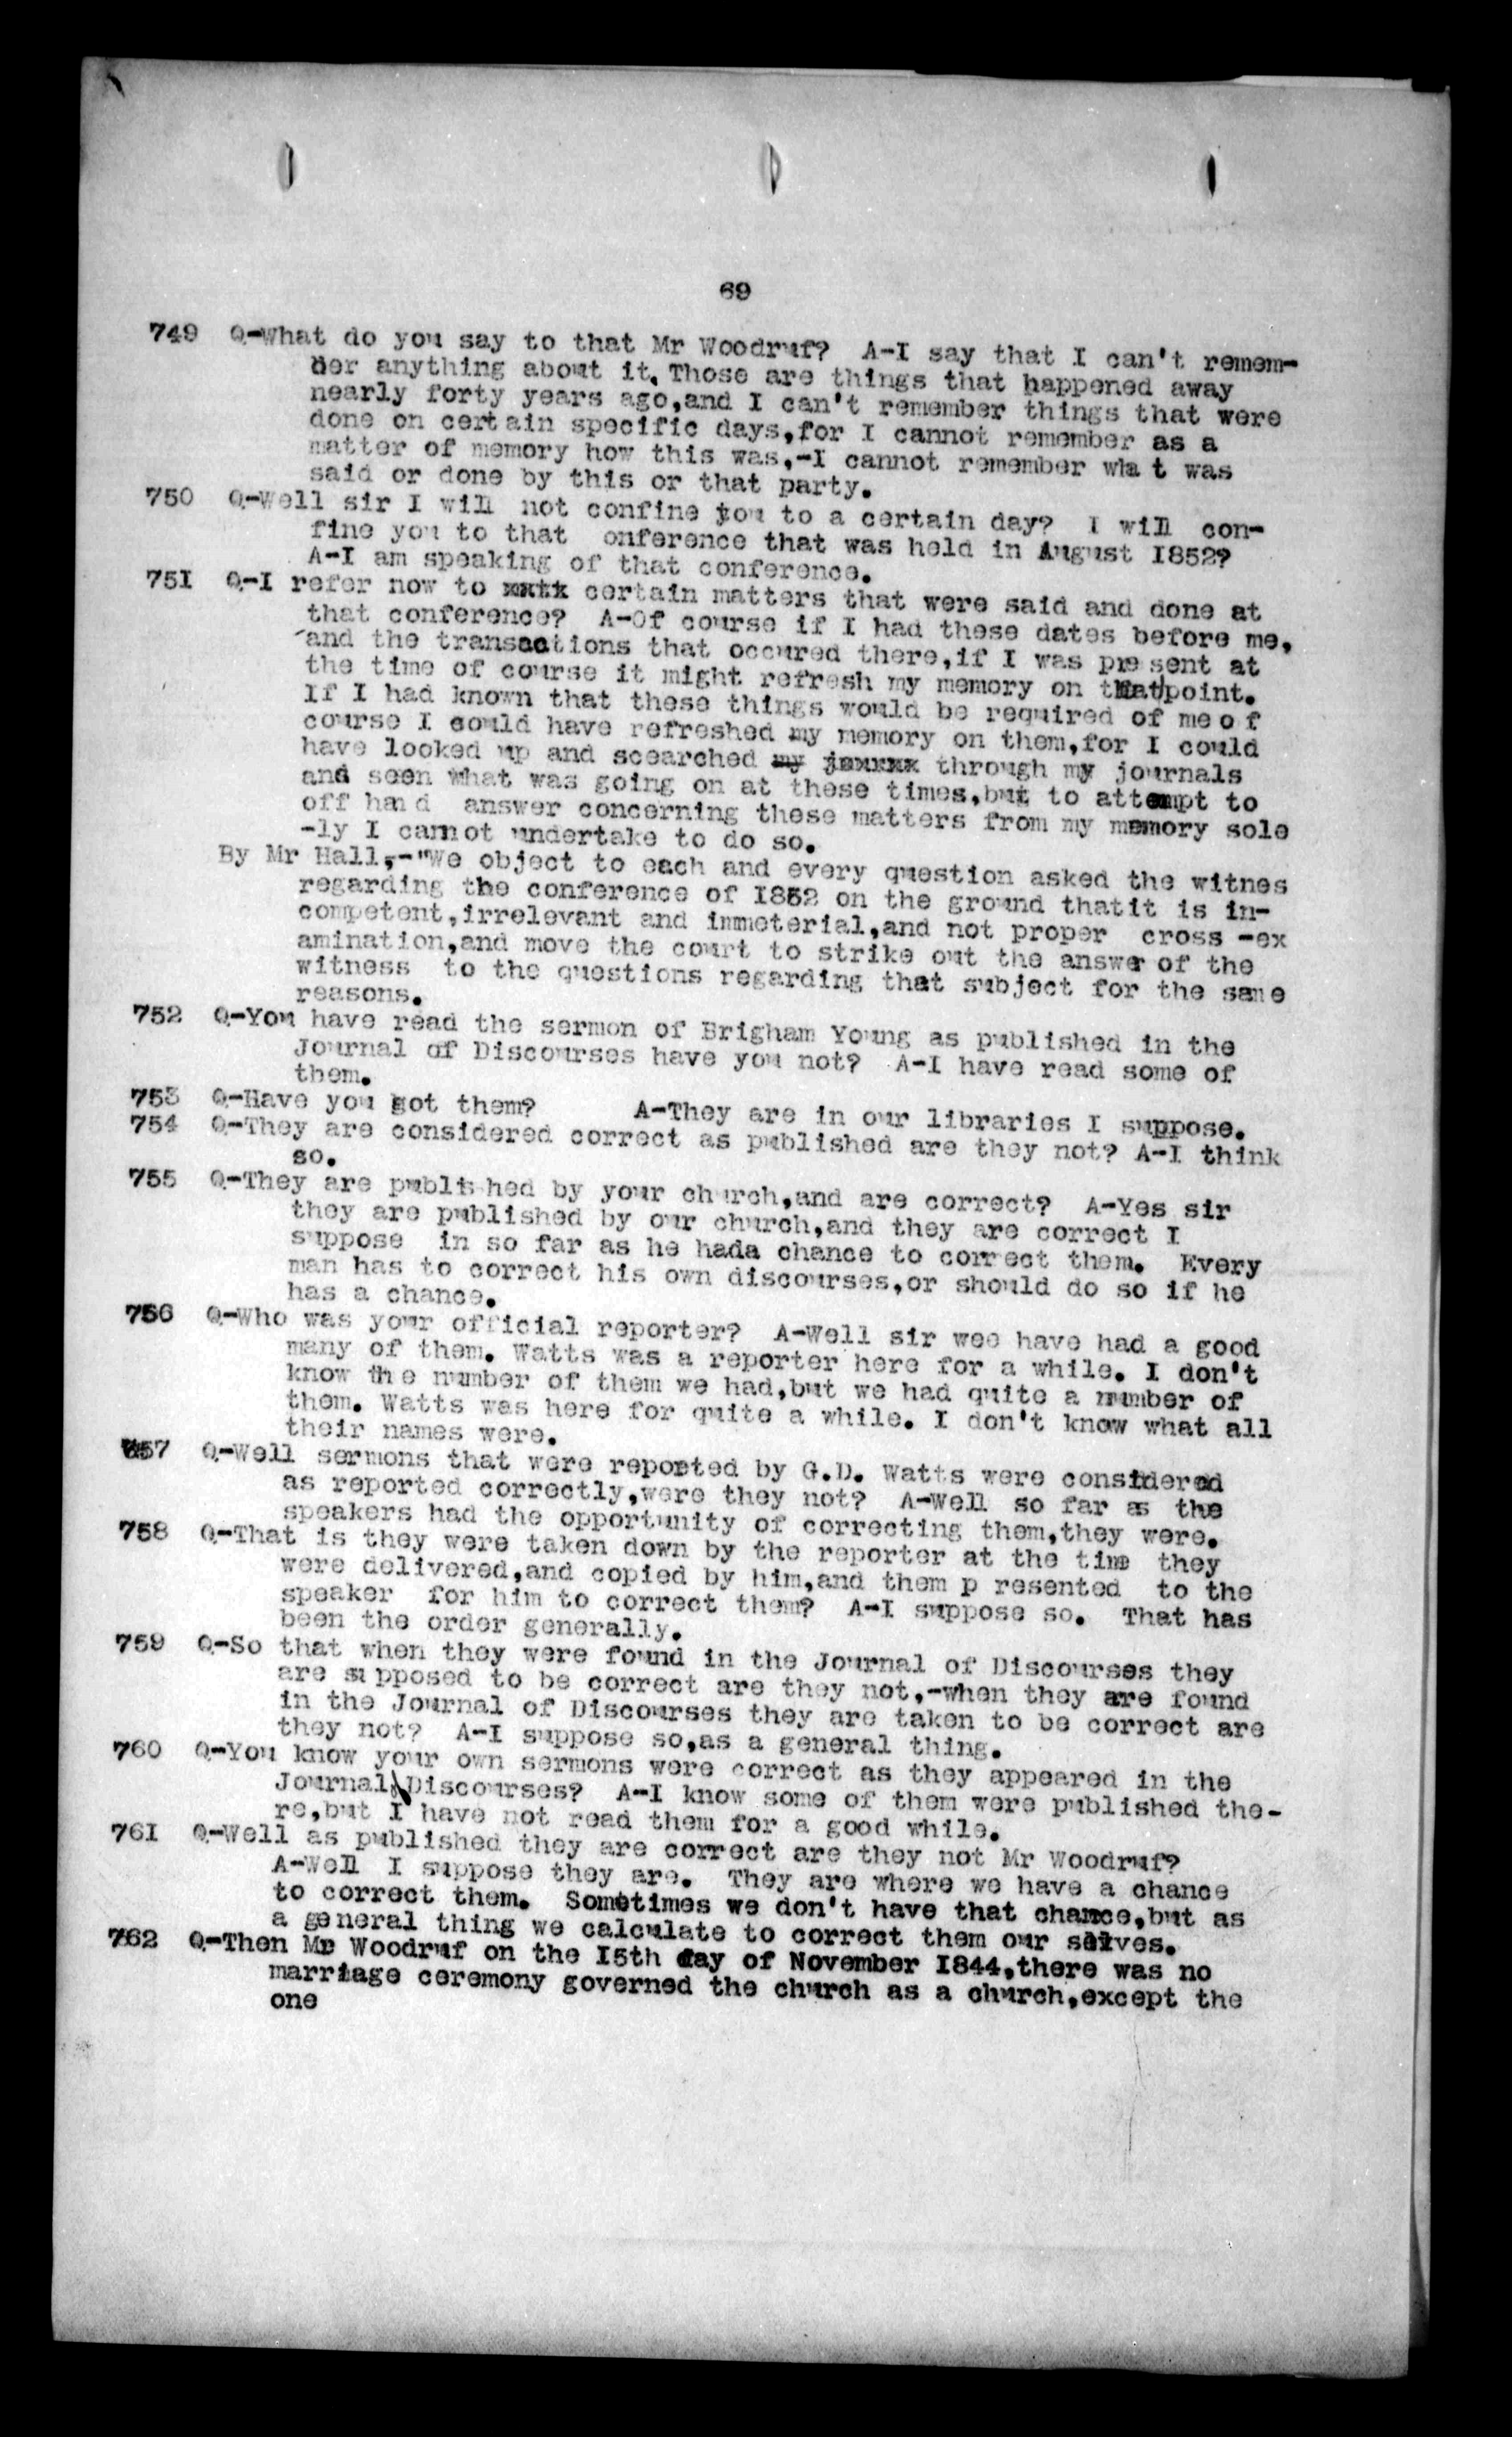 69
749 Q-What do you say to that Mr Woodruf? A-I say that I can't remem-
ber anything about it. Those are things that happened away
nearly forty years ago,and I can't remember things that were
done on certain specific days,for I cannot remember as a
matter of memory how this was,-I cannot remember wha t was
said or done by this or that party.
750 Q-Well sir I will not confine you to a certain day? I will con-
fine you to that onference that was held in August 1852?
A-I am speaking of that conference.
751 Q-I refer now to certain matters that were said and done at
that conference? A-Of course if I had these dates before me,
and the transactions that occured there,if I was pre sent at
the time of course it might refresh my memory on that point.
If I had known that these things would be required of me o f
course I could have refreshed my memory on them,for I could
have looked up and scearched my through my journals
and seen what was going on at these times,but to attempt to
off han d answer concerning these matters from my memory sole
-ly I cannot undertake to do so.
By Mr Hall,-"We object to each and every question asked the witnes
regarding the conference of 1852 on the ground thatit is in-
competent,irrelevant and immeterial,and not proper cross -ex
amination,and move the court to strike out the answer of the
witness to the questions regarding that subject for the same
reasons.
752 Q-You have read the sermon of Brigham Young as published in the
Journal of Discourses have you not? A-I have read some of
them.
753 Q-Have you got them? A-They are in our libraries I suppose.
754 Q-They are considered correct as published are they not? A-I think
so.
755 Q-They are published by your church,and are correct? A-Yes sir
they are published by our church,and they are correct I
suppose in so far as he hada chance to correct them. Every
man has to correct his own discourses,or should do so if he
has a chance.
756 Q-Who was your official reporter? A-Well sir wee have had a good
many of them. Watts was a reporter here for a while. I don't
know the number of them we had,but we had quite a number of
them. Watts was here for quite a while. I don't know what all
their names were.
757 Q-Well sermons that were reported by G.D. Watts were considered
as reported correctly,were they not? A-Well so far as the
speakers had the opportunity of correcting them,they were.
758 Q-That is they were taken down by the reporter at the time they
were delivered,and copied by him,and them p resented to the
speaker for him to correct them? A-I suppose so. That has
been the order generally.
759 Q-So that when they were found in the Journal of Discourses they
are supposed to be correct are they not,-when they are found
in the Journal of Discourses they are taken to be correct are
they not? A-I suppose so,as a general thing.
760 Q-You know your own sermons were correct as they appeared in the
Journal Discourses? A-I know some of them were published the-
re,but I have not read them for a good while.
761 Q-Well as published they are correct are they not Mr Woodruf?
A-Well I suppose they are. They are where we have a chance
to correct them. Sometimes we don't have that chance,but as
a general thing we calculate to correct them our selves.
762 Q-Then Mr Woodruf on the 15th day of November 1844,there was no
marriage ceremony governed the church as a church,except the
one